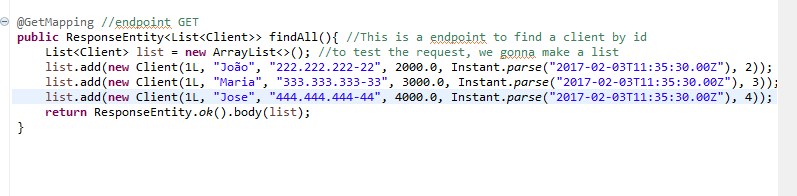 @GetMapping //endpoint GET
public ResponseEntity<List<Client>> findAll(){ //This is a endpoint to find a client by id
List<Client> list = new ArrayList<>(); //to test the request, we gonna make a list
list.add(new Client(1L, "João", "222.222.222-22", 2000.0, Instant.parse("2017-02-03T11:35:30.00Z"), 2));
list.add(new Client(1L, "Maria", "333.333.333-33", 3000.0, Instant.parse("2017-02-03T11:35:30.00Z"), 3));
list.add(new Client(1L, "Jose", "444.444.444-44", 4000.0, Instant.parse("2017-02-03T11:35:30.00Z"), 4));
return ResponseEntity.ok().body(list);
}